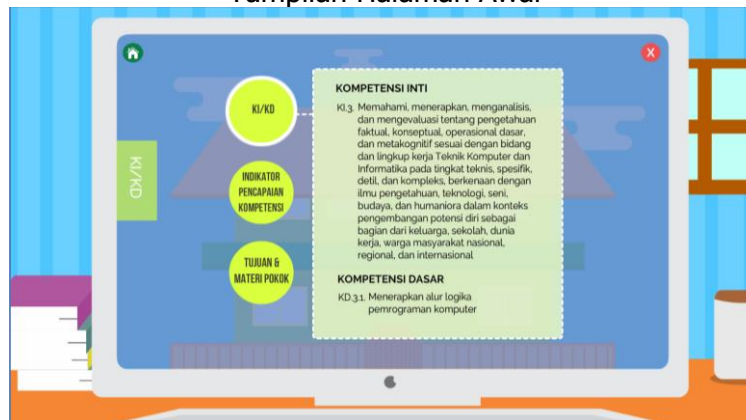 Tampilan Halaman Awal
X
KI/KD
KI/KD
INDIKATOR
PENCAPAIAN
KOMPETENSI
TUJUAN &
MATERI POKOK
KOMPETENSI INTI
KI.3. Memahami, menerapkan, menganalisis,
dan mengevaluasi tentang pengetahuan
faktual, konseptual, operasional dasar,
dan metakognitif sesuai dengan bidang
dan lingkup kerja Teknik Komputer dan
Informatika pada tingkat teknis, spesifik,
detil, dan kompleks, berkenaan dengan
ilmu pengetahuan, teknologi, seni,
budaya, dan humaniora dalam konteks
pengembangan potensi diri sebagai
bagian dari keluarga, sekolah, dunia
kerja, warga masyarakat nasional,
regional, dan internasional
KOMPETENSI DASAR
KD.3.1. Menerapkan alur logika
pemrograman komputer